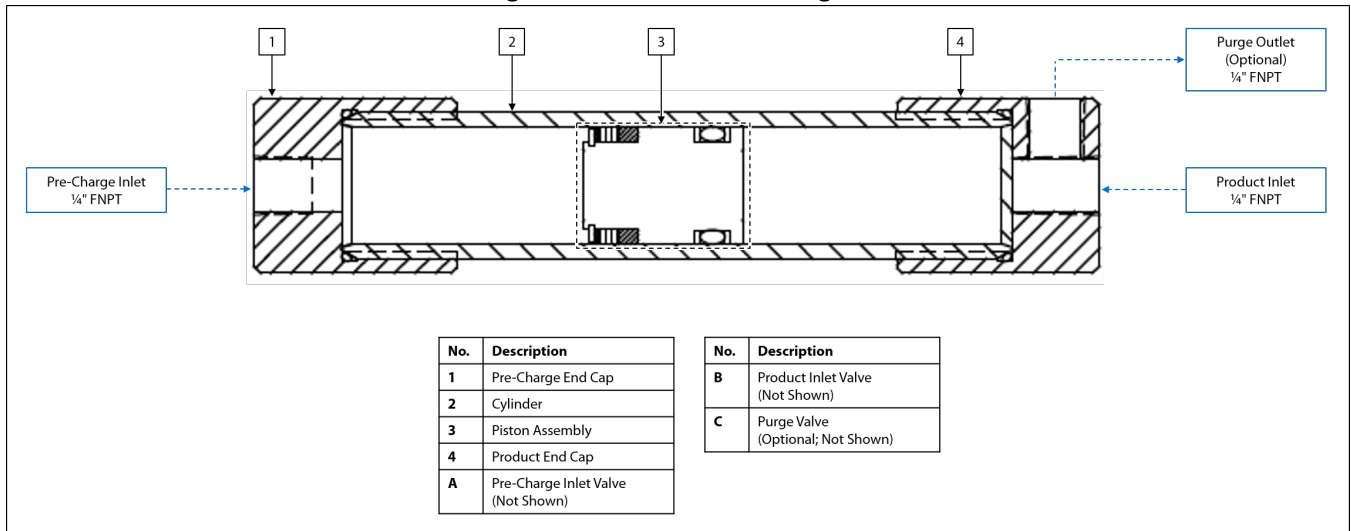 1
2
3
4
Purge Outlet
(Optional)
¼" FNPT
Pre-Charge Inlet
¼" FNPT
Product Inlet
¼" FNPT
No. Description
1 Pre-Charge End Cap
2 Cylinder
3 Piston Assembly
4 Product End Cap
A Pre-Charge Inlet Valve
(Not Shown)
No. Description
B Product Inlet Valve
(Not Shown)
C Purge Valve
(Optional; Not Shown)